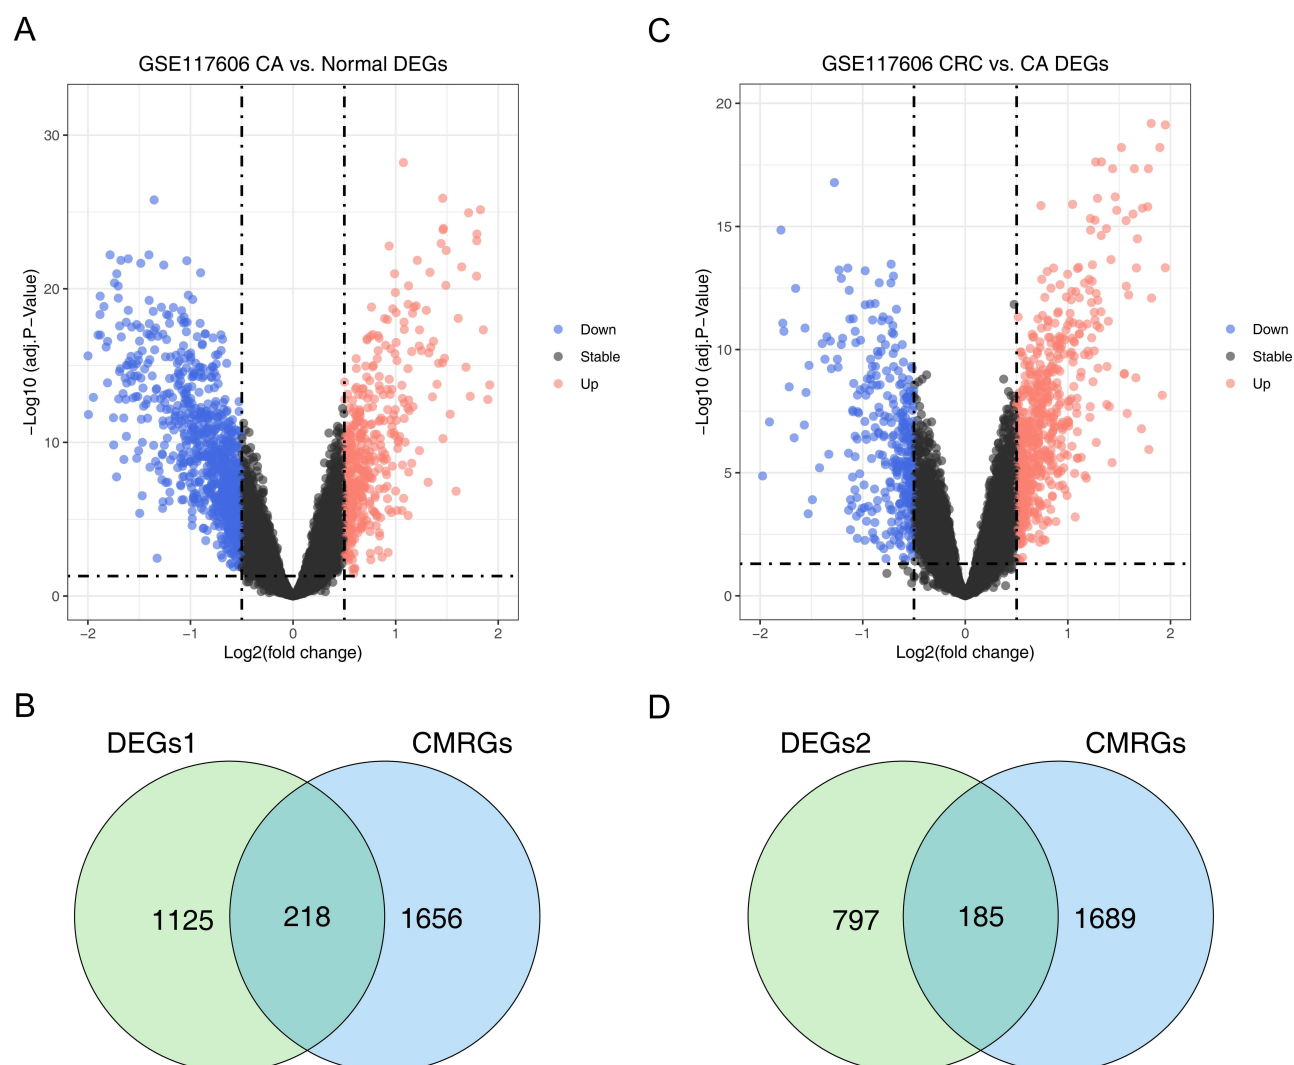 A
GSE117606 CA vs. Normal DEGs
−Log10 (adj.P−Value)
30
20
10
0
−2
−1
0
1
2
Log2(fold change)
Down
Stable
Up
C
GSE117606 CRC vs. CA DEGs
−Log10 (adj.P−Value)
20
15
10
5
0
−2
−1
0
1
2
Log2(fold change)
Down
Stable
Up
B
DEGs1
CMRGs
1125
218
1656
D
DEGs2
CMRGs
797
185
1689